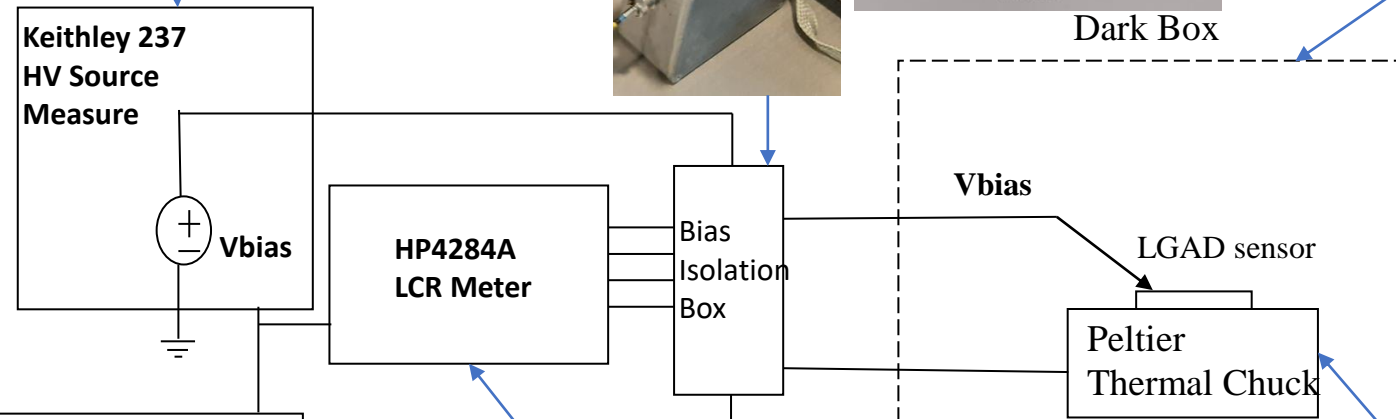 Keithley 237
HV Source
Measure
Vbias
HP4284A
LCR Meter
Bias
Isolation
Box
Dark Box
Vbias
LGAD sensor
Peltier
Thermal Chuck